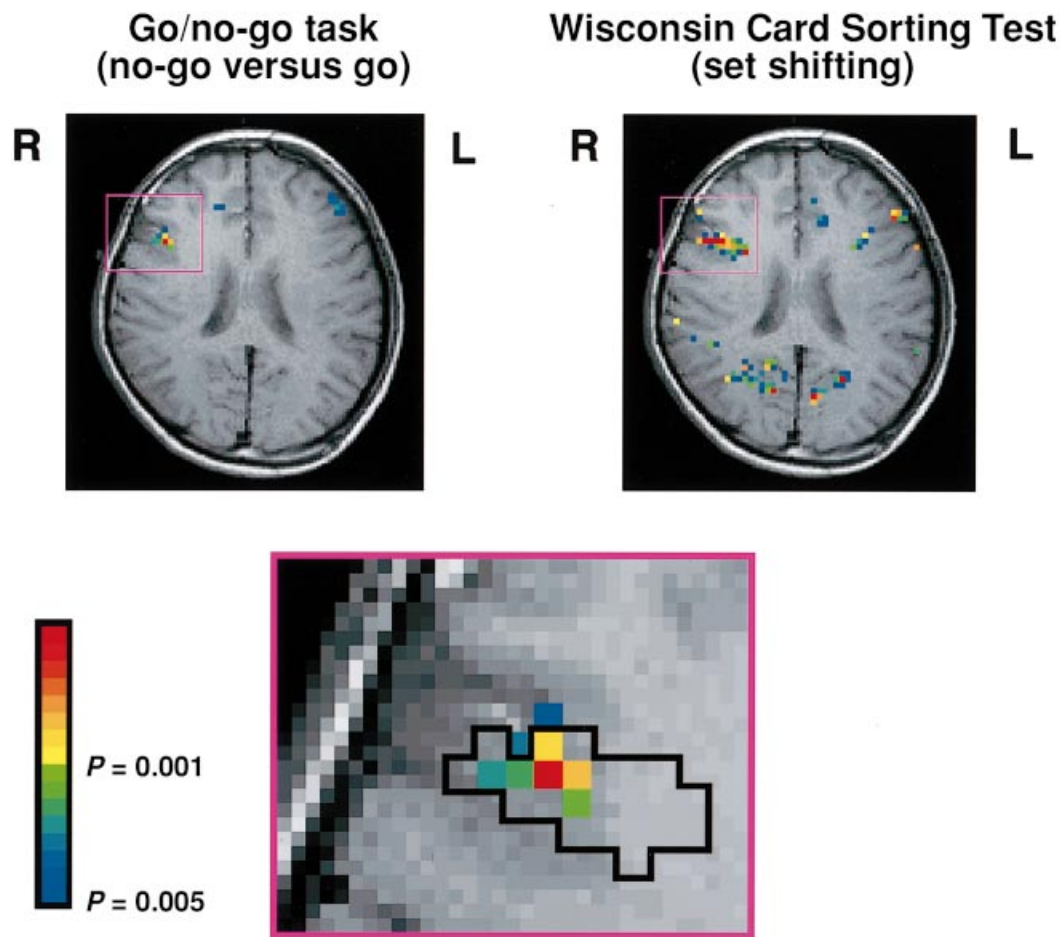 Go/no-go task
(no-go versus go)
Wisconsin Card Sorting Test
(set shifting)
R
L
R
L
P = 0.001
P = 0.005